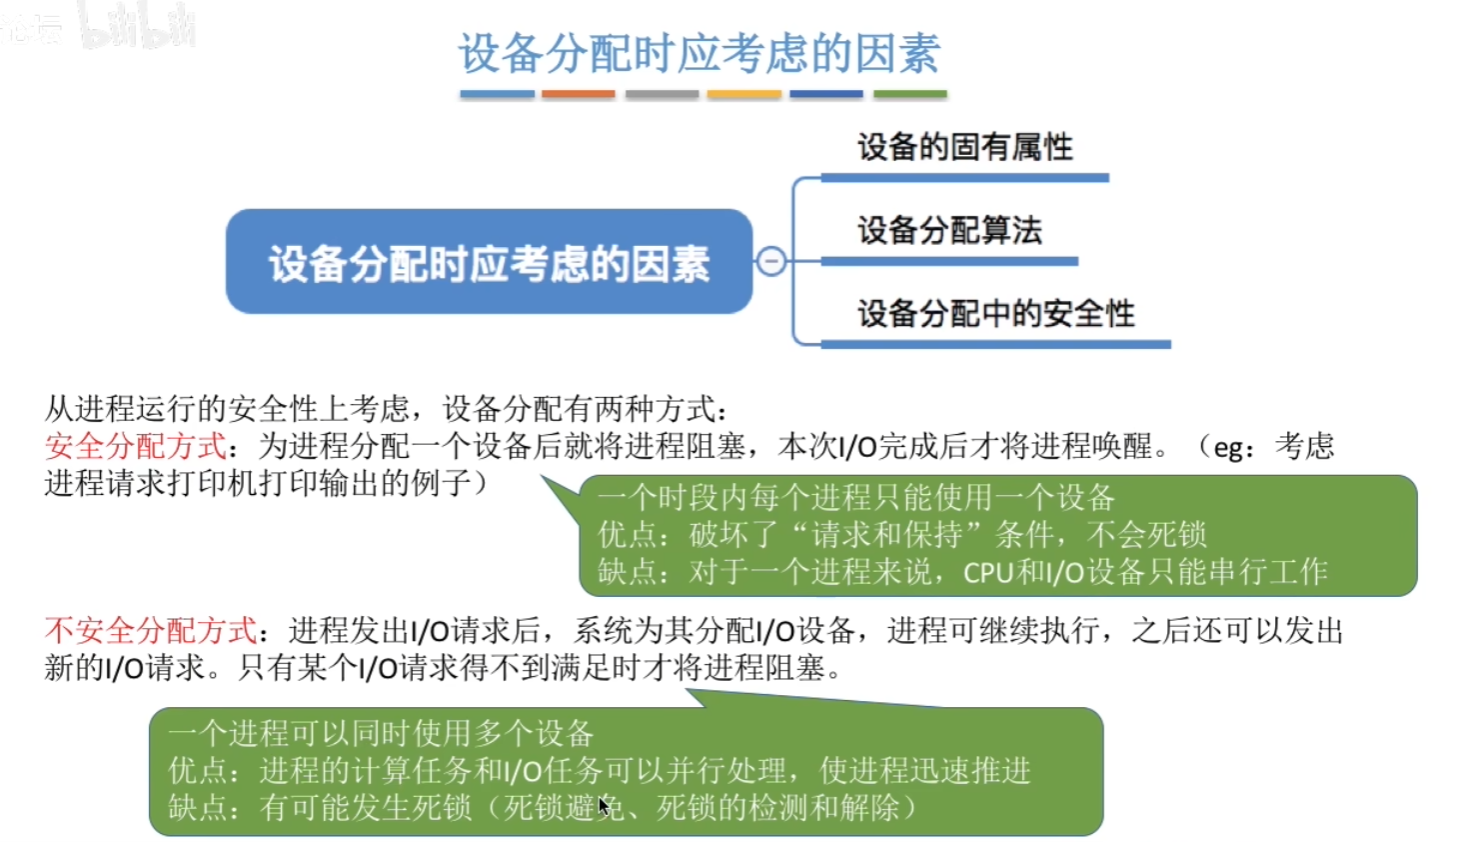 论坛 bilibili
设备分配时应考虑的因素
设备的固有属性
设备分配算法
设备分配时应考虑的因素
设备分配中的安全性
从进程运行的安全性上考虑，设备分配有两种方式：
安全分配方式：为进程分配一个设备后就将进程阻塞，本次I/O完成后才将进程唤醒。（eg：考虑
进程请求打印机打印输出的例子）
一个时段内每个进程只能使用一个设备
优点：破坏了“请求和保持”条件，不会死锁
缺点：对于一个进程来说，CPU和I/O设备只能串行工作
不安全分配方式：进程发出I/O请求后，系统为其分配I/O设备，进程可继续执行，之后还可以发出
新的I/O请求。只有某个I/O请求得不到满足时才将进程阻塞。
一个进程可以同时使用多个设备
优点：进程的计算任务和I/O任务可以并行处理，使进程迅速推进
缺点：有可能发生死锁（死锁避免、死锁的检测和解除）